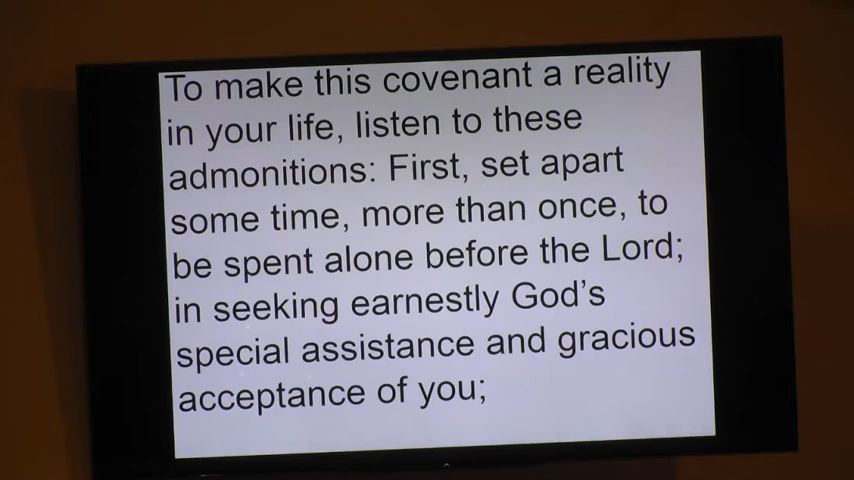 To make this covenant a reality
in your life, listen to these
admonitions: First, set apart
some time, more than once, to
be spent alone before the Lord;
in seeking earnestly God’s
special assistance and gracious
acceptance of you;